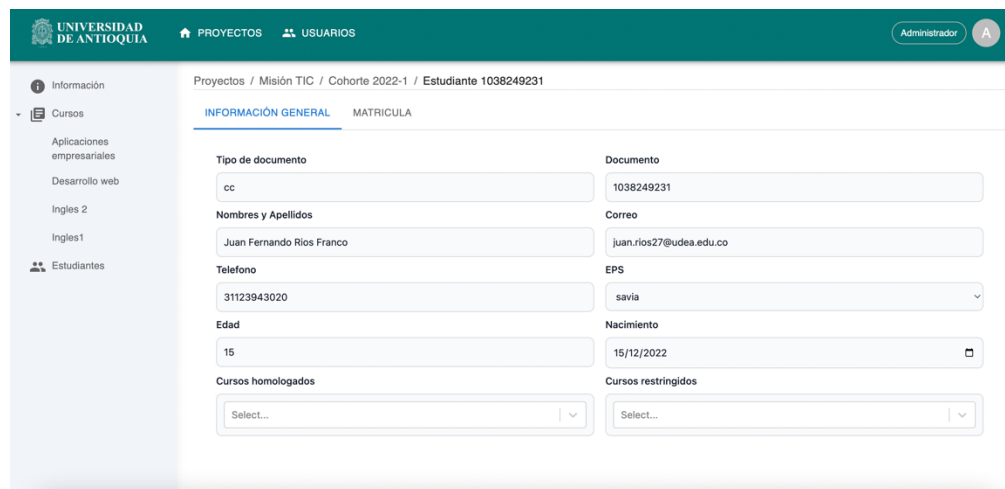 UNIVERSIDAD
DE ANTIOQUIA
PROYECTOS
USUARIOS
Administrador
A
Información
Cursos
Aplicaciones
empresariales
Desarrollo web
Ingles 2
Ingles1
Estudiantes
Proyectos / Misión TIC / Cohorte 2022-1 / Estudiante 1038249231
INFORMACIÓN GENERAL
MATRICULA
Tipo de documento
Documento
cc
1038249231
Nombres y Apellidos
Correo
Juan Fernando Rios Franco
juan.rios27@udea.edu.co
Telefono
EPS
31123943020
savia
Edad
Nacimiento
15
15/12/2022
Cursos homologados
Cursos restringidos
Select...
Select...